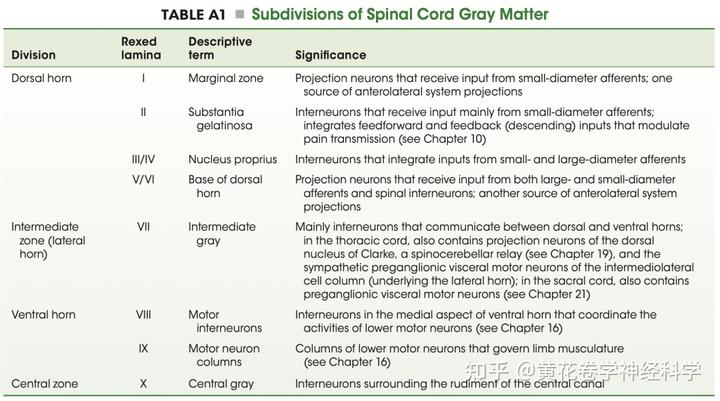 TABLE A1 ■ Subdivisions of Spinal Cord Gray Matter
Division
Rexed
lamina
Descriptive
term
Significance
Dorsal horn
I
Marginal zone
Projection neurons that receive input from small-diameter afferents; one
source of anterolateral system projections
II
Substantia
gelatinosa
Interneurons that receive input mainly from small-diameter afferents;
integrates feedforward and feedback (descending) inputs that modulate
pain transmission (see Chapter 10)
III/IV
Nucleus proprius
Interneurons that integrate inputs from small- and large-diameter afferents
V/VI
Base of dorsal
horn
Projection neurons that receive input from both large- and small-diameter
afferents and spinal interneurons; another source of anterolateral system
projections
Intermediate
zone (lateral
horn)
VII
Intermediate
gray
Mainly interneurons that communicate between dorsal and ventral horns;
in the thoracic cord, also contains projection neurons of the dorsal
nucleus of Clarke, a spinocerebellar relay (see Chapter 19), and the
sympathetic preganglionic visceral motor neurons of the intermediolateral
cell column (underlying the lateral horn); in the sacral cord, also contains
preganglionic visceral motor neurons (see Chapter 21)
Ventral horn
VIII
Motor
interneurons
Interneurons in the medial aspect of ventral horn that coordinate the
activities of lower motor neurons (see Chapter 16)
IX
Motor neuron
columns
Columns of lower motor neurons that govern limb musculature
(see Chapter 16)
Central zone
X
Central gray
Interneurons surrounding the rudiment of the central canal
知乎 @黄花卷学神经科学